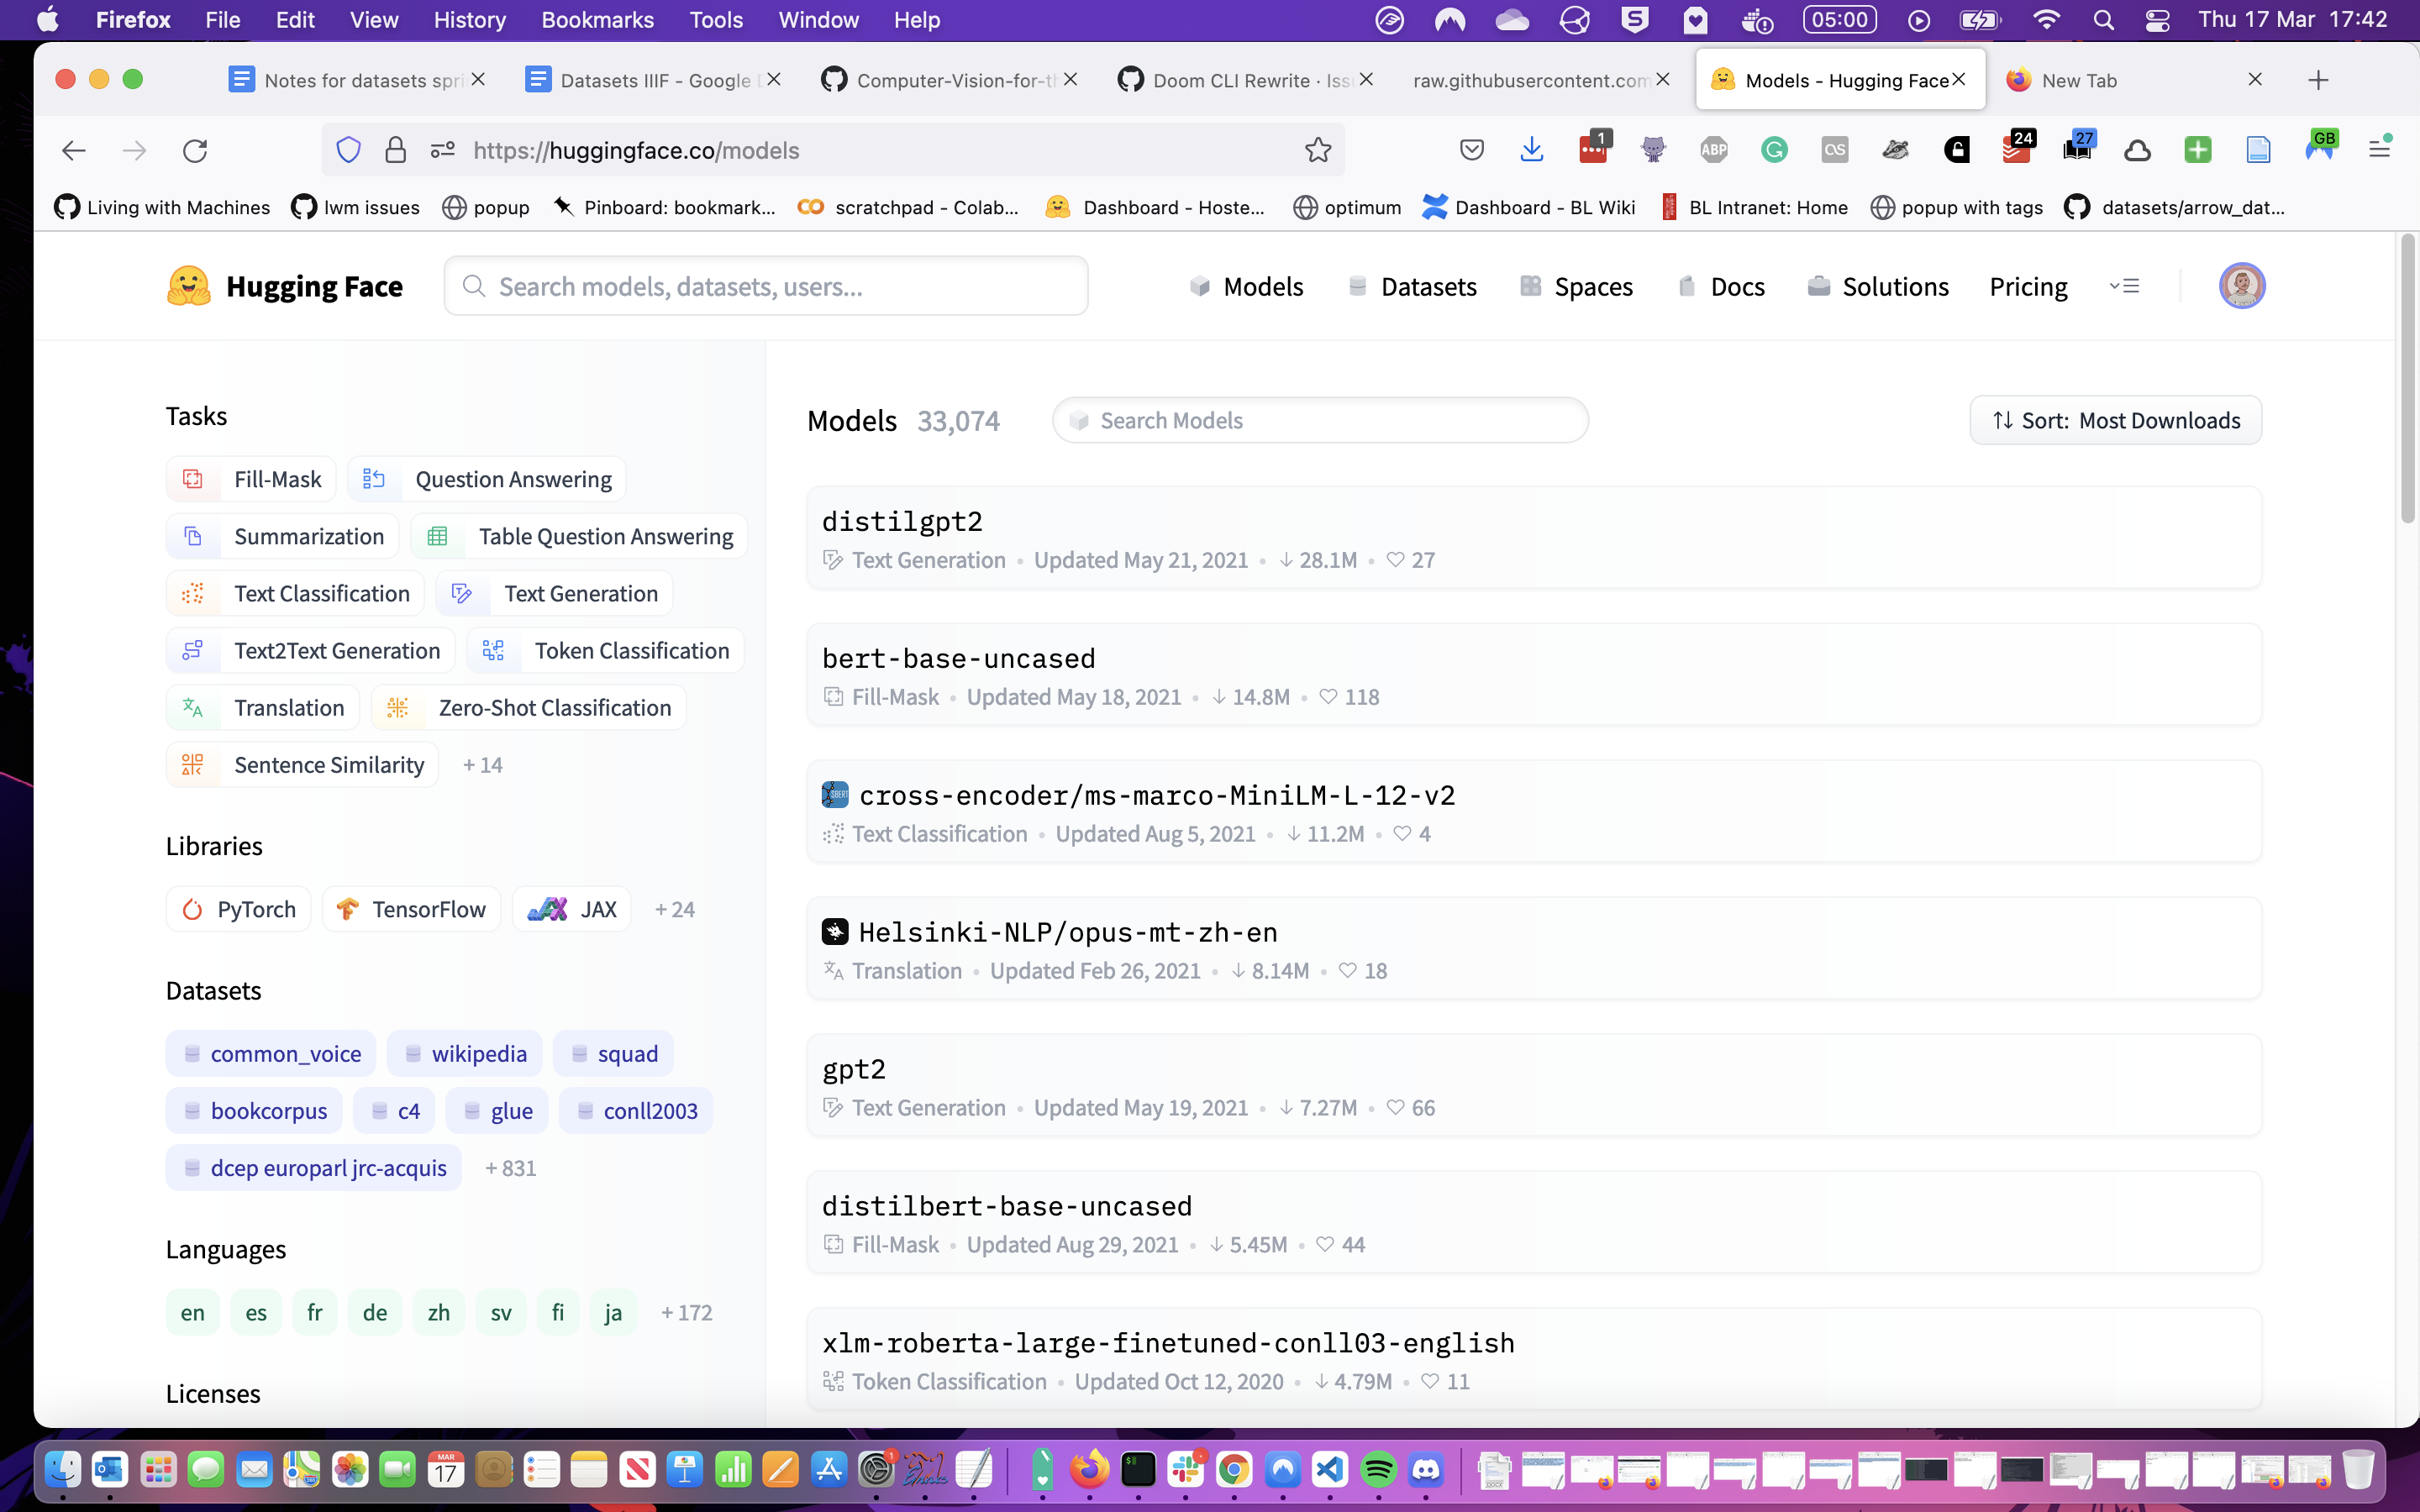 Firefox File Edit View History Bookmarks Tools Window Help 05:00 Thu 17 Mar 17:42
Notes for datasets spri Datasets IIIF - Google D Computer-Vision-for-th Doom CLI Rewrite · Issu raw.githubusercontent.com Models - Hugging Face New Tab
https://huggingface.co/models 1 ABP 24 27 GB
Living with Machines lwm issues popup Pinboard: bookmark... scratchpad - Colab... Dashboard - Hoste... optimum Dashboard - BL Wiki BL Intranet: Home popup with tags datasets/arrow_dat...
Hugging Face Search models, datasets, users... Models Datasets Spaces Docs Solutions Pricing
Tasks
Fill-Mask Question Answering
Summarization Table Question Answering
Text Classification Text Generation
Text2Text Generation Token Classification
Translation Zero-Shot Classification
Sentence Similarity + 14
Libraries
PyTorch TensorFlow JAX + 24
Datasets
common_voice wikipedia squad
bookcorpus c4 glue conll2003
dcep europarl jrc-acquis + 831
Languages
en es fr de zh sv fi ja + 172
Licenses
Models 33,074 Search Models Sort: Most Downloads
distilgpt2
Text Generation • Updated May 21, 2021 • ↓ 28.1M • ♡ 27
bert-base-uncased
Fill-Mask • Updated May 18, 2021 • ↓ 14.8M • ♡ 118
cross-encoder/ms-marco-MiniLM-L-12-v2
Text Classification • Updated Aug 5, 2021 • ↓ 11.2M • ♡ 4
Helsinki-NLP/opus-mt-zh-en
Translation • Updated Feb 26, 2021 • ↓ 8.14M • ♡ 18
gpt2
Text Generation • Updated May 19, 2021 • ↓ 7.27M • ♡ 66
distilbert-base-uncased
Fill-Mask • Updated Aug 29, 2021 • ↓ 5.45M • ♡ 44
xlm-roberta-large-finetuned-conll03-english
Token Classification • Updated Oct 12, 2020 • ↓ 4.79M • ♡ 11
MAR
17
1